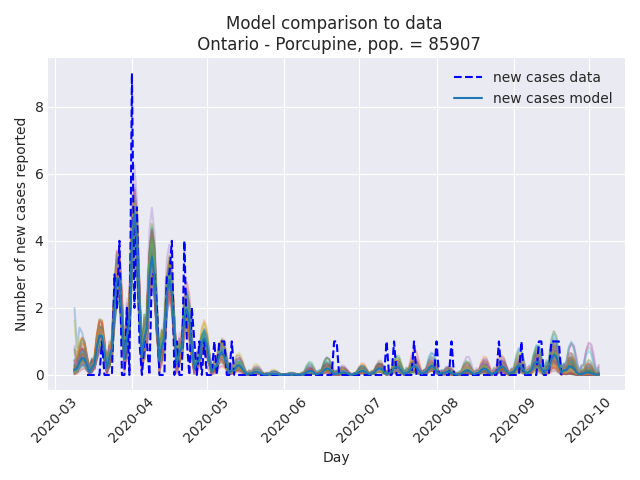 Model comparison to data
Ontario - Porcupine, pop. = 85907
new cases data
new cases model
Number of new cases reported
8
6
4
2
0
2020-03
2020-04
2020-05
2020-06
2020-07
2020-08
2020-09
2020-10
Day